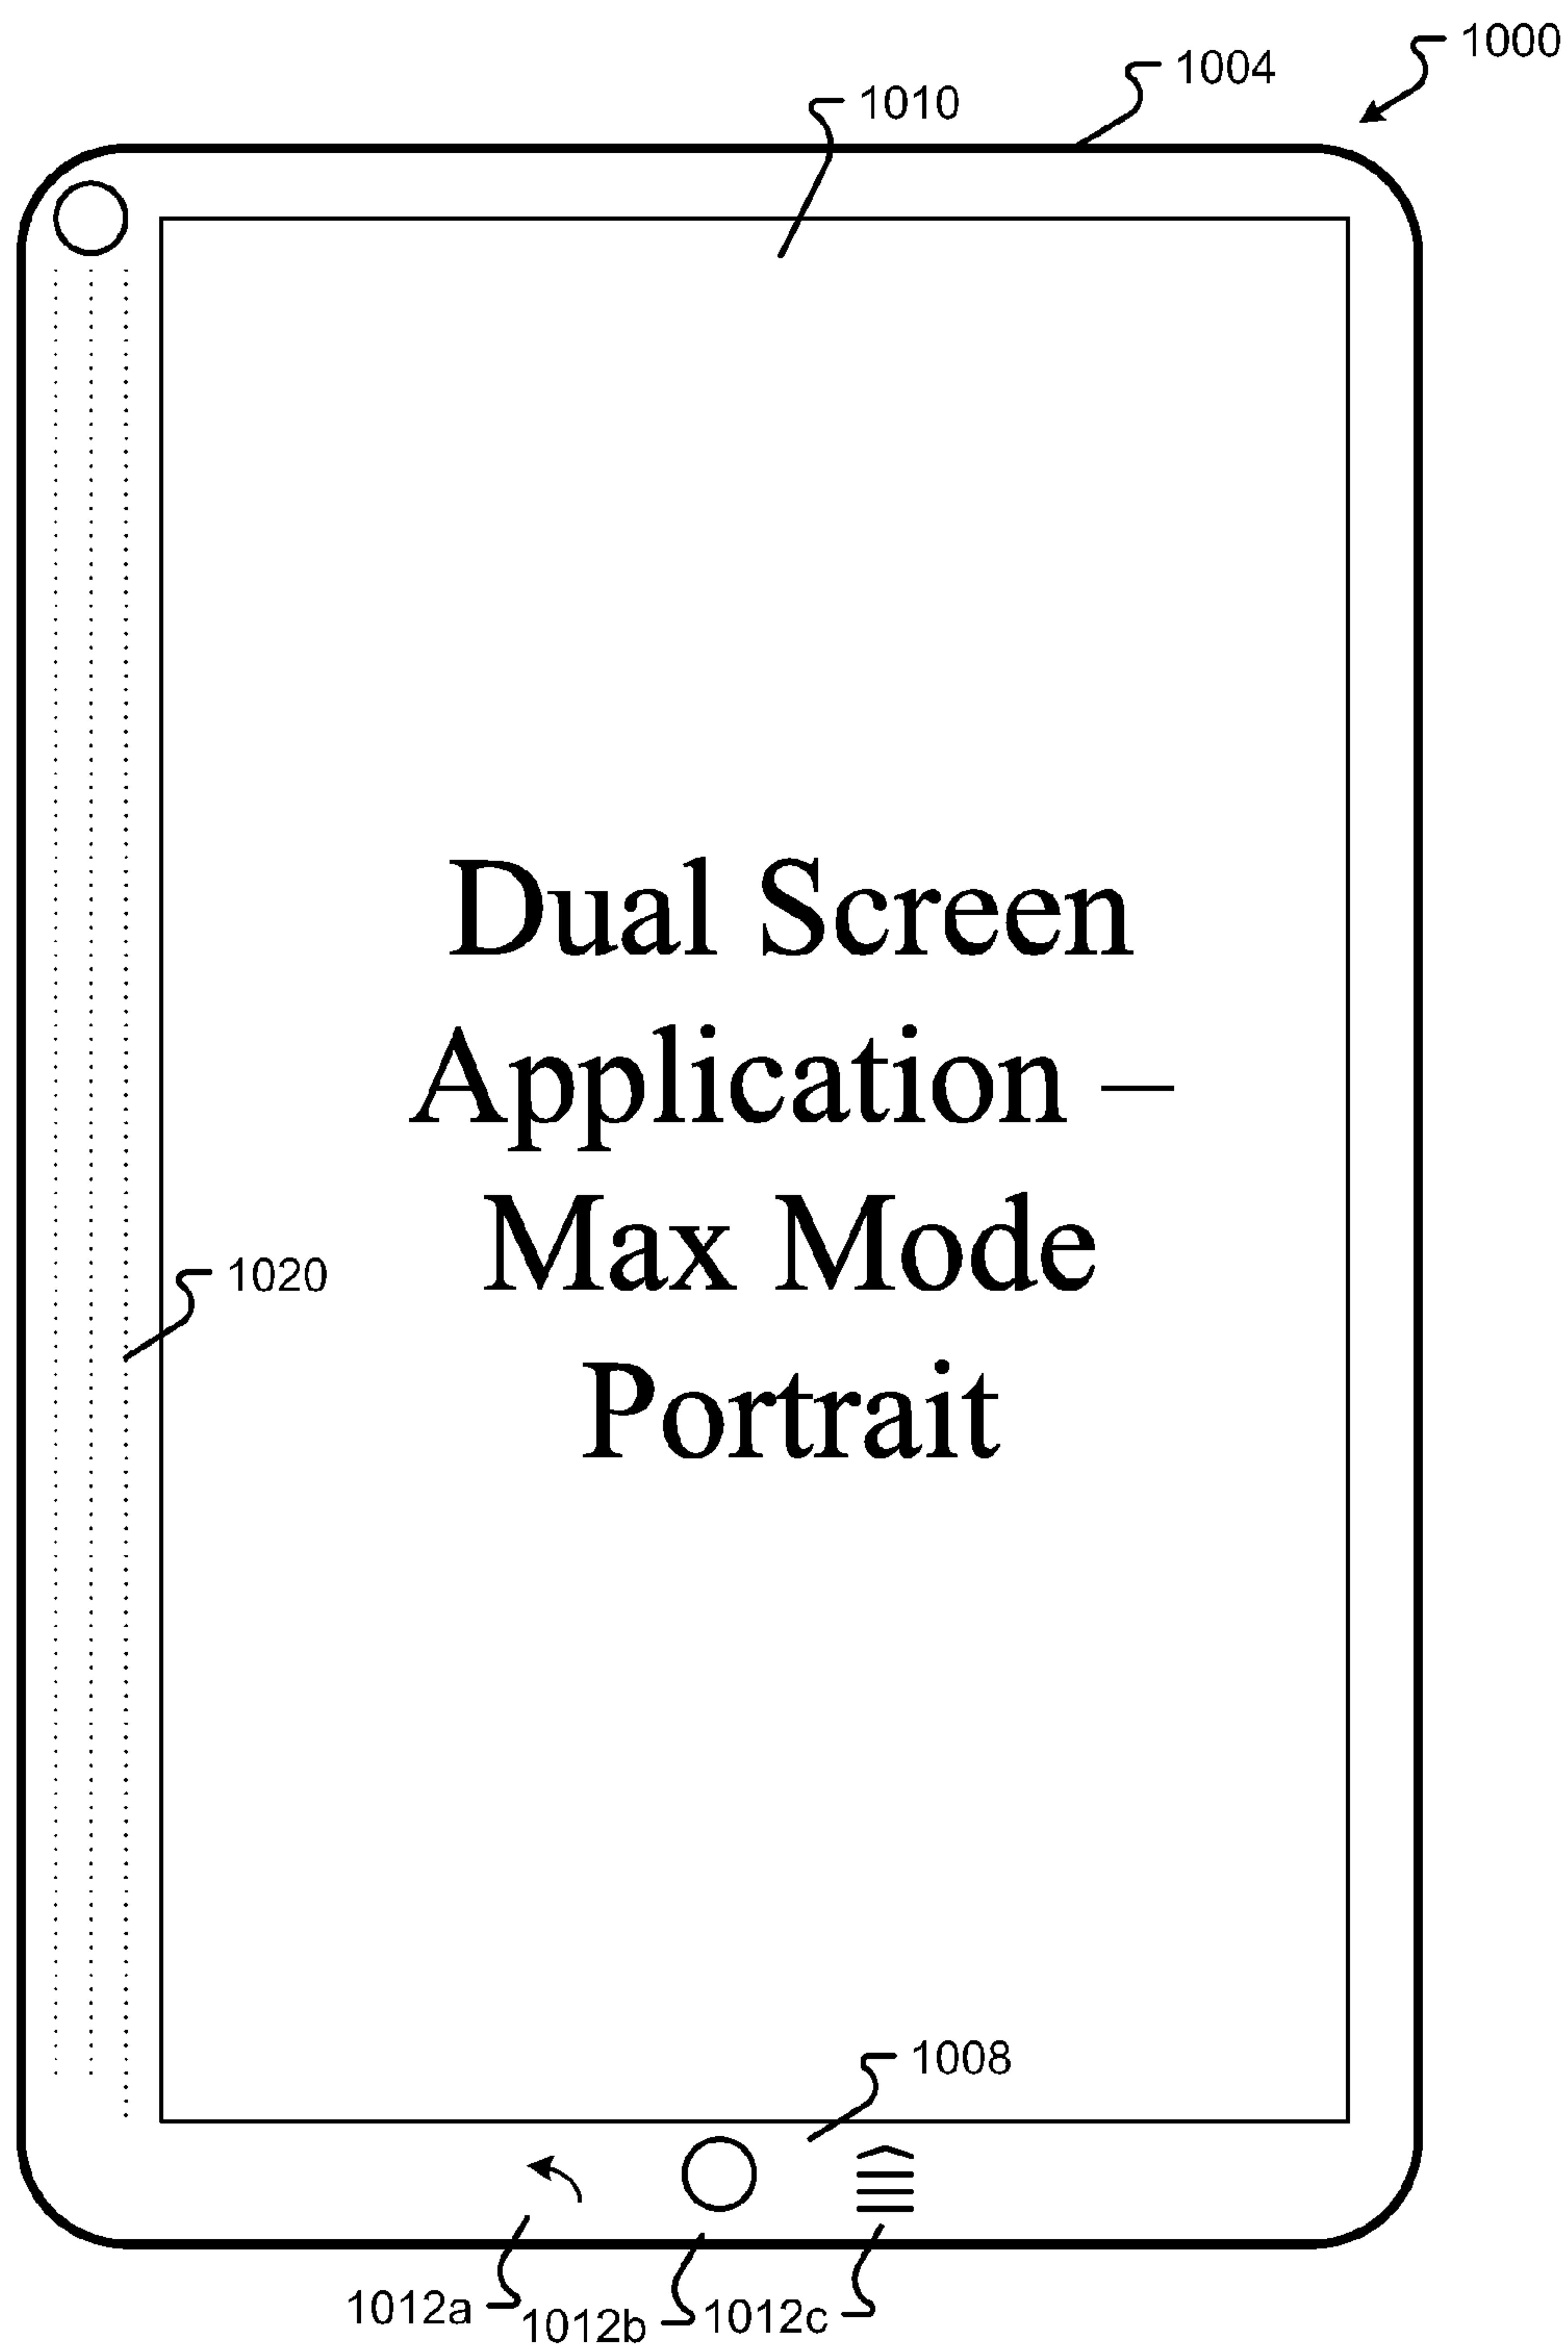 1000
1004
1010
Dual Screen
Application –
Max Mode
Portrait
1020
1008
1012a
1012b
1012c